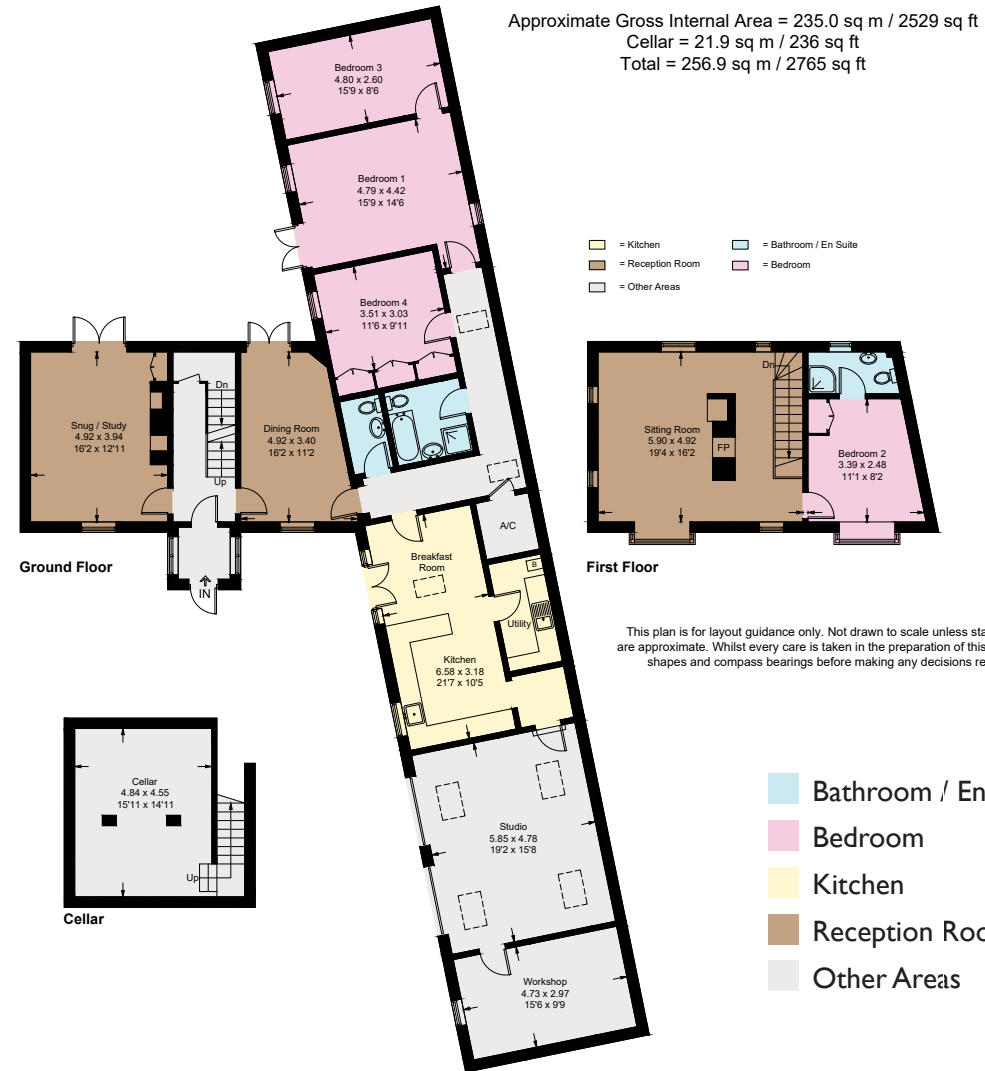 Approximate Gross Internal Area = 235.0 sq m / 2529 sq ft
Cellar = 21.9 sq m / 236 sq ft
Total = 256.9 sq m / 2765 sq ft
Bedroom 3
4.80 x 2.60
15'9 x 8'6
Bedroom 1
4.79 x 4.42
15'9 x 14'6
= Kitchen
= Bathroom / En Suite
= Reception Room
= Bedroom
= Other Areas
Bedroom 4
3.51 x 3.03
11'6 x 9'11
Snug / Study
4.92 x 3.94
16'2 x 12'11
Dn
Up
Dining Room
4.92 x 3.40
16'2 x 11'2
IN
Ground Floor
A/C
Breakfast
Room
B
Utility
Kitchen
6.58 x 3.18
21'7 x 10'5
Dn
Sitting Room
5.90 x 4.92
19'4 x 16'2
FP
Bedroom 2
3.39 x 2.48
11'1 x 8'2
First Floor
This plan is for layout guidance only. Not drawn to scale unless sta
are approximate. Whilst every care is taken in the preparation of this
shapes and compass bearings before making any decisions re
Cellar
4.84 x 4.55
15'11 x 14'11
Up
Cellar
Studio
5.85 x 4.78
19'2 x 15'8
Workshop
4.73 x 2.97
15'6 x 9'9
Bathroom / En
Bedroom
Kitchen
Reception Roo
Other Areas